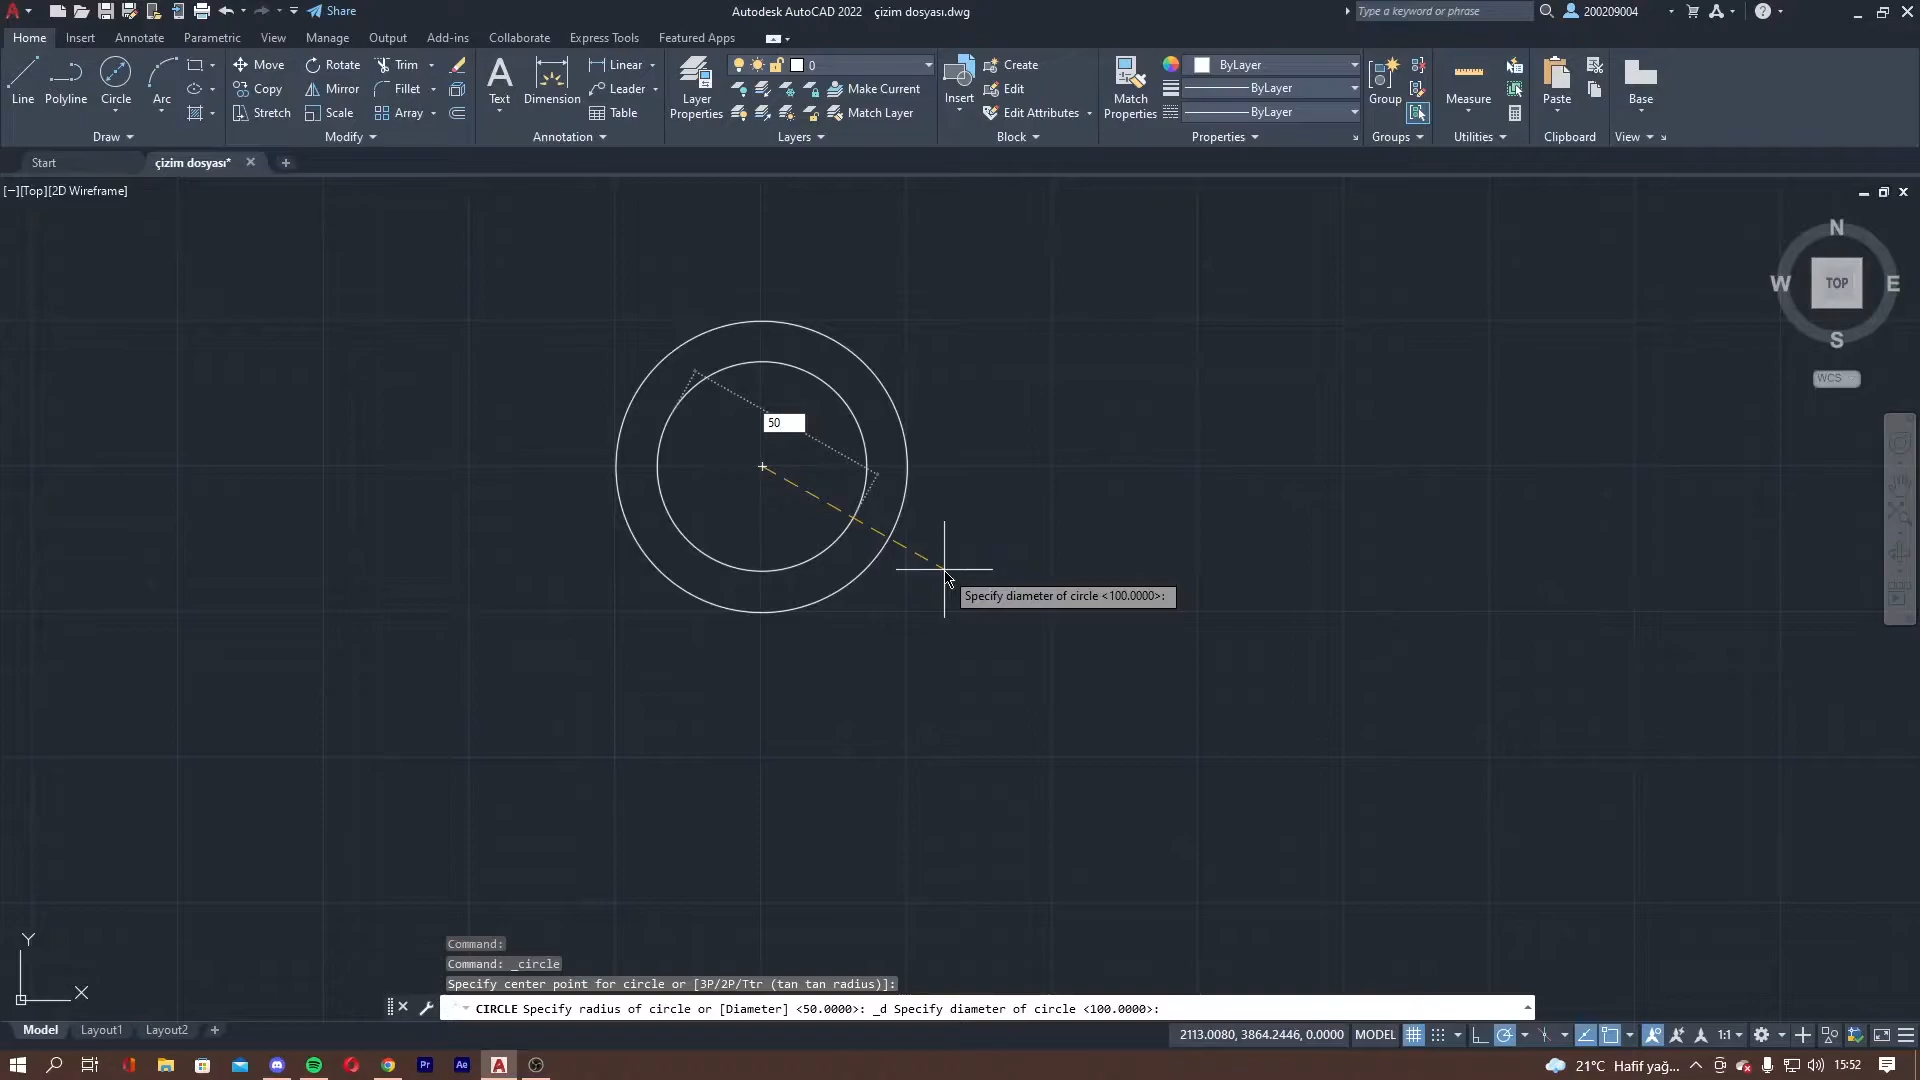 Share
Autodesk AutoCAD 2022 çizim dosyası.dwg
Type a keyword or phrase
200209004
Home Insert Annotate Parametric View Manage Output Add-ins Collaborate Express Tools Featured Apps
Line Polyline Circle Arc
Move Rotate Trim
Copy Mirror Fillet
Stretch Scale Array
Text Dimension
Linear
Leader
Table
Layer Properties
0
Make Current
Match Layer
Insert
Create
Edit
Edit Attributes
Match Properties
ByLayer
ByLayer
ByLayer
Group
Measure
Paste
Base
Draw Modify Annotation Layers Block Properties Groups Utilities Clipboard View
Start çizim dosyası*
[−][Top][2D Wireframe]
N
W TOP E
S
WCS
50
Specify diameter of circle <100.0000>:
Y
X
Command:
Command: _circle
Specify center point for circle or [3P/2P/Ttr (tan tan radius)]:
CIRCLE Specify radius of circle or [Diameter] <50.0000>: _d Specify diameter of circle <100.0000>:
Model Layout1 Layout2 +
2113.0080, 3864.2446, 0.0000 MODEL 1:1
Pr Ae A
21°C Hafif yağ... 15:52